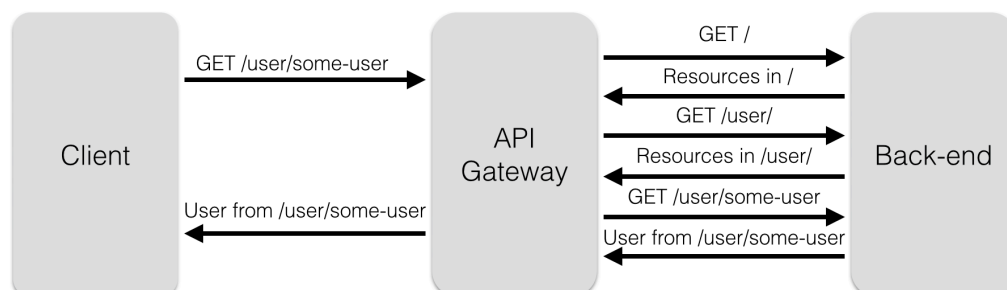 Client
GET /user/some-user
User from /user/some-user
API
Gateway
GET /
Resources in /
GET /user/
Resources in /user/
GET /user/some-user
User from /user/some-user
Back-end